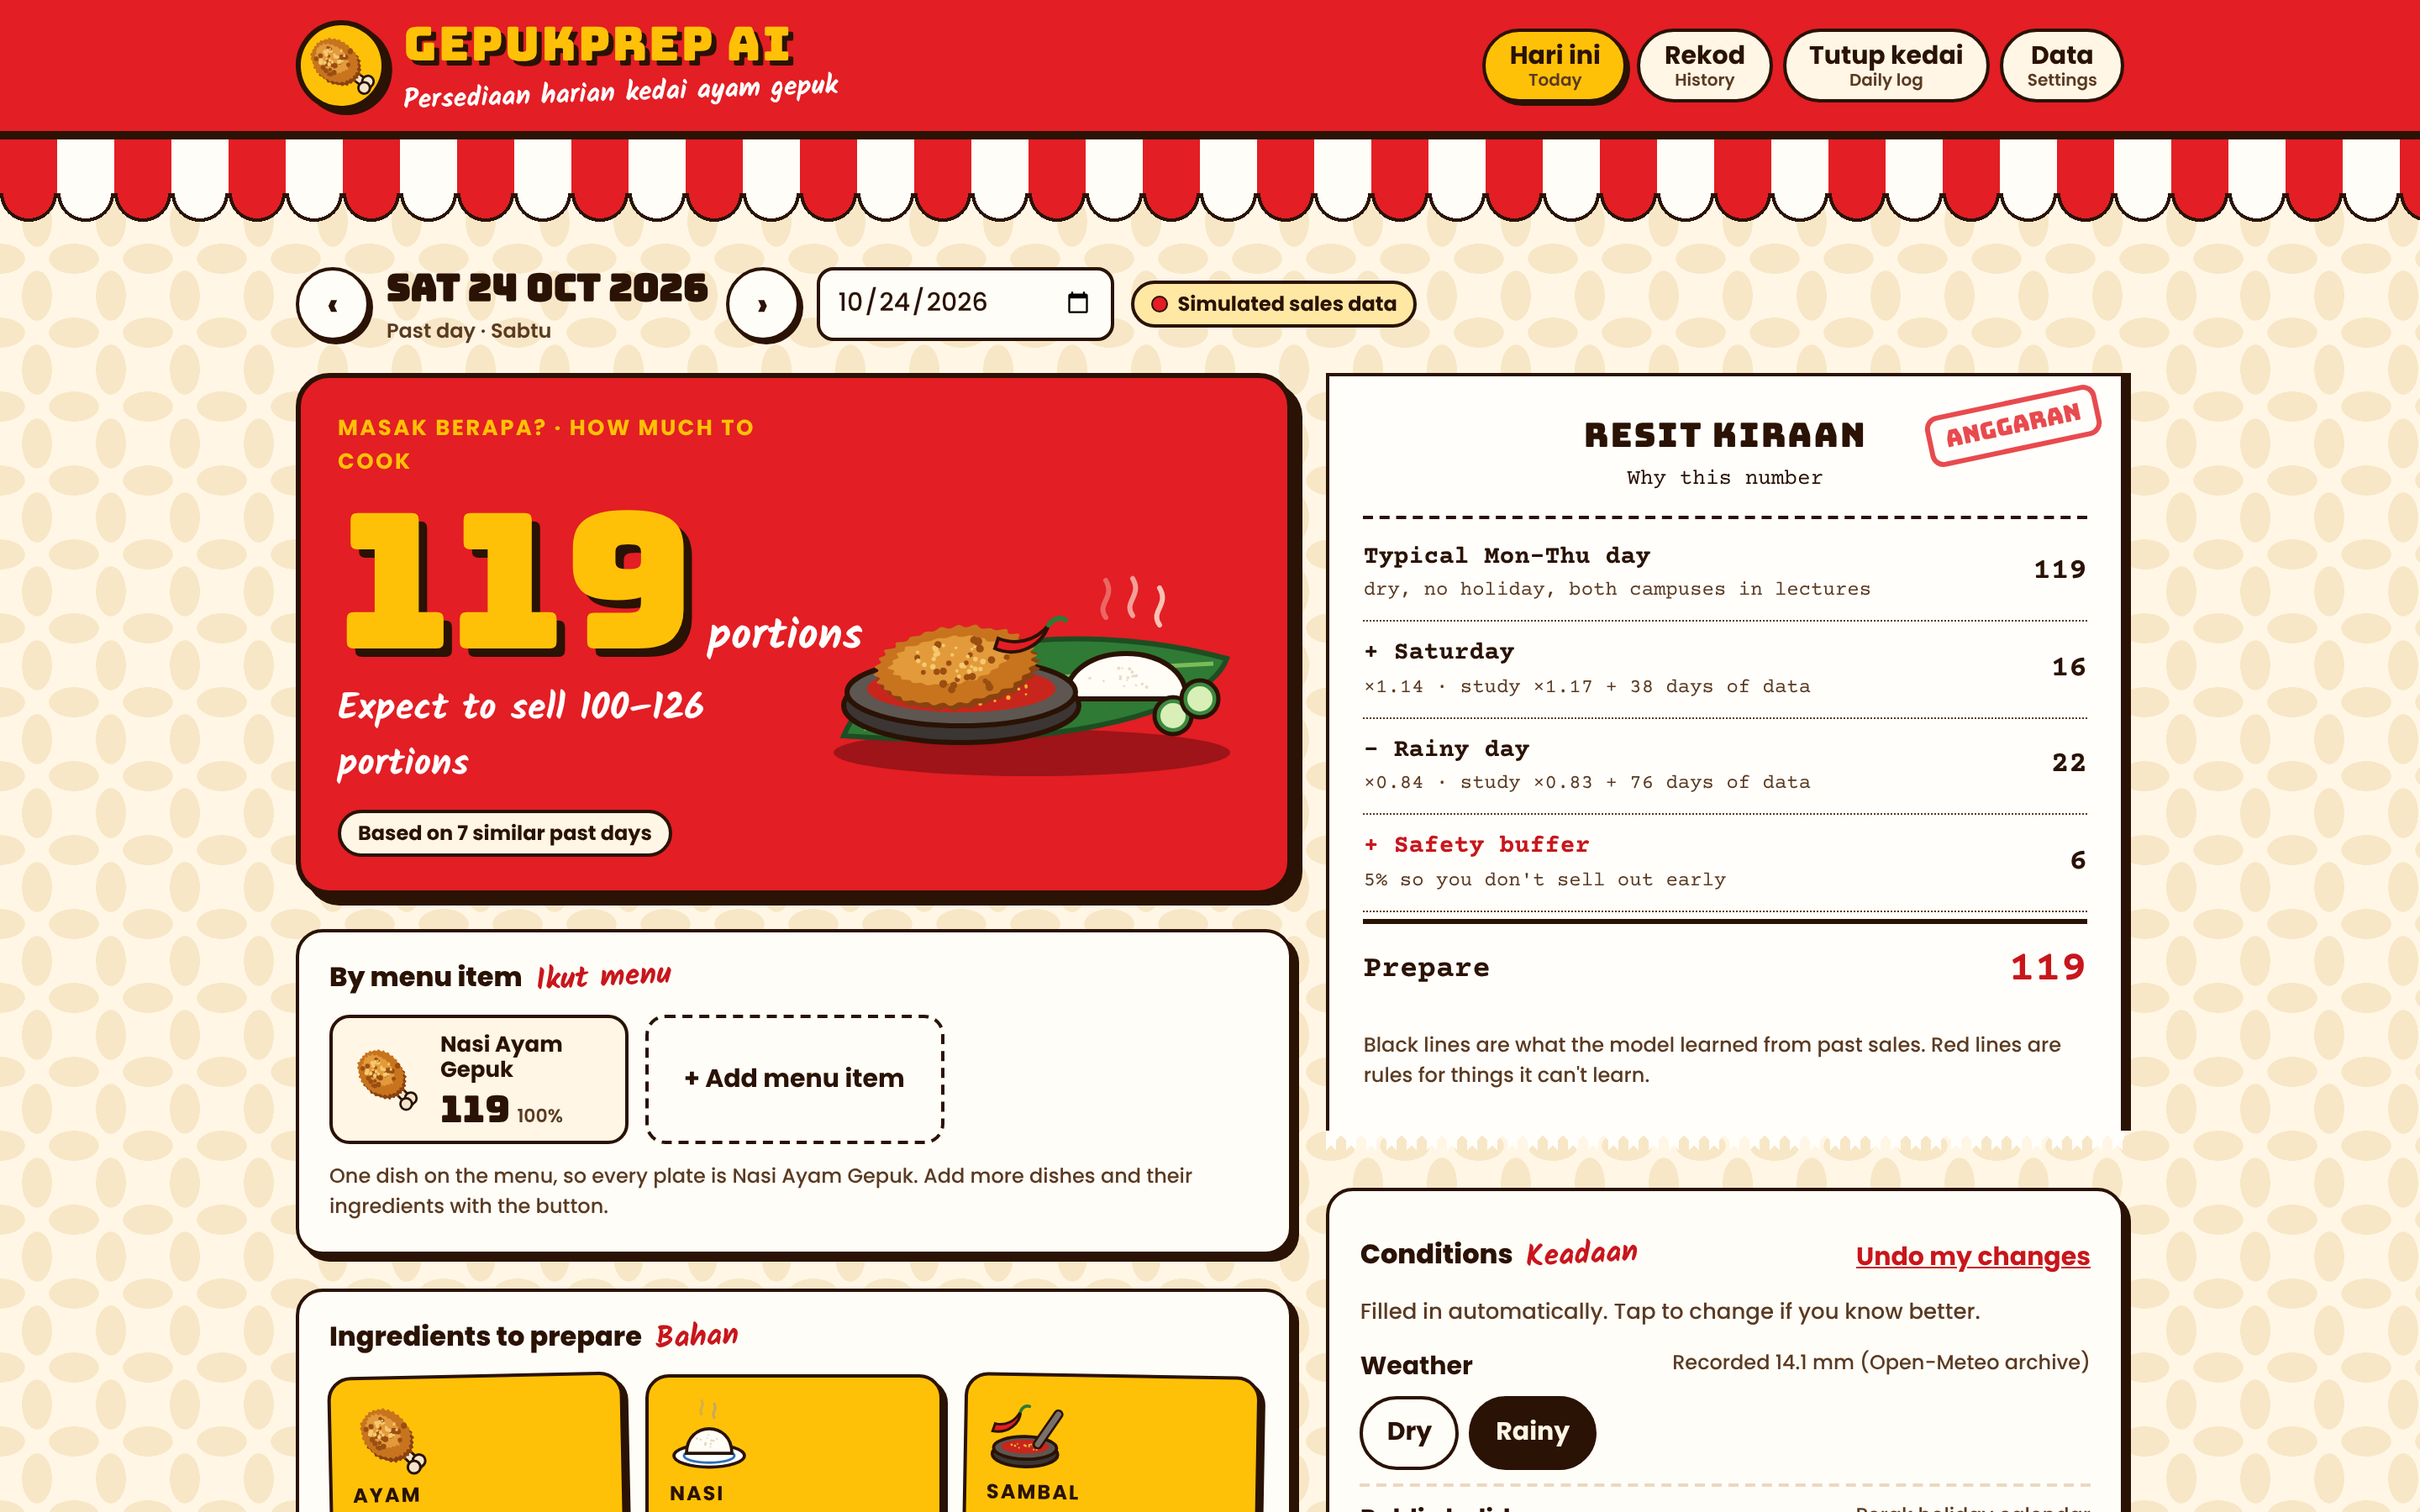 GEPUKPREP AI
Persediaan harian kedai ayam gepuk
Hari ini
Today
Rekod
History
Tutup kedai
Daily log
Data
Settings
‹
SAT 24 OCT 2026
Past day · Sabtu
›
10/24/2026
Simulated sales data
MASAK BERAPA? · HOW MUCH TO
COOK
119 portions
Expect to sell 100–126
portions
Based on 7 similar past days
By menu item Ikut menu
Nasi Ayam
Gepuk
119 100%
+ Add menu item
One dish on the menu, so every plate is Nasi Ayam Gepuk. Add more dishes and their
ingredients with the button.
Ingredients to prepare Bahan
AYAM
NASI
SAMBAL
RESIT KIRAAN
ANGGARAN
Why this number
Typical Mon–Thu day 119
dry, no holiday, both campuses in lectures
+ Saturday 16
×1.14 · study ×1.17 + 38 days of data
− Rainy day 22
×0.84 · study ×0.83 + 76 days of data
+ Safety buffer 6
5% so you don't sell out early
Prepare 119
Black lines are what the model learned from past sales. Red lines are
rules for things it can't learn.
Conditions Keadaan
Undo my changes
Filled in automatically. Tap to change if you know better.
Weather
Recorded 14.1 mm (Open-Meteo archive)
Dry
Rainy